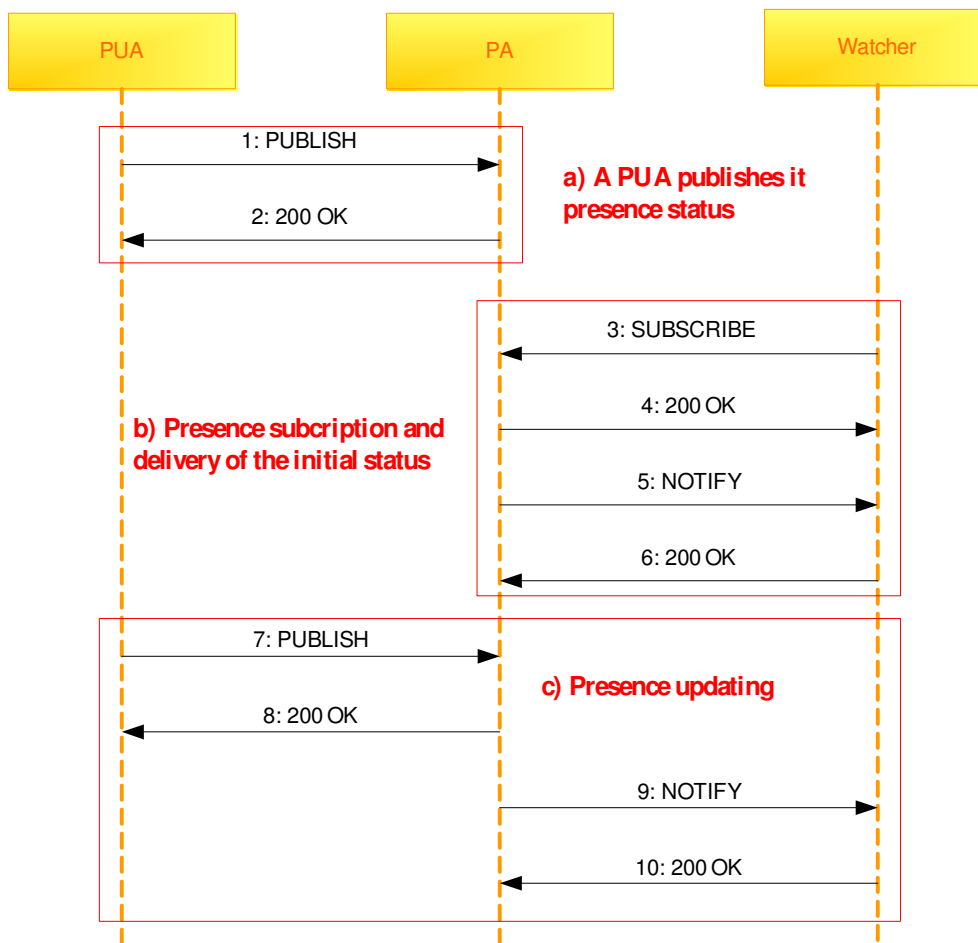 PUA
PA
Watcher
1: PUBLISH
a) A PUA publishes it
presence status
2: 200 OK
3: SUBSCRIBE
4: 200 OK
b) Presence subcription and
delivery of the initial status
5: NOTIFY
6: 200 OK
7: PUBLISH
c) Presence updating
8: 200 OK
9: NOTIFY
10: 200 OK